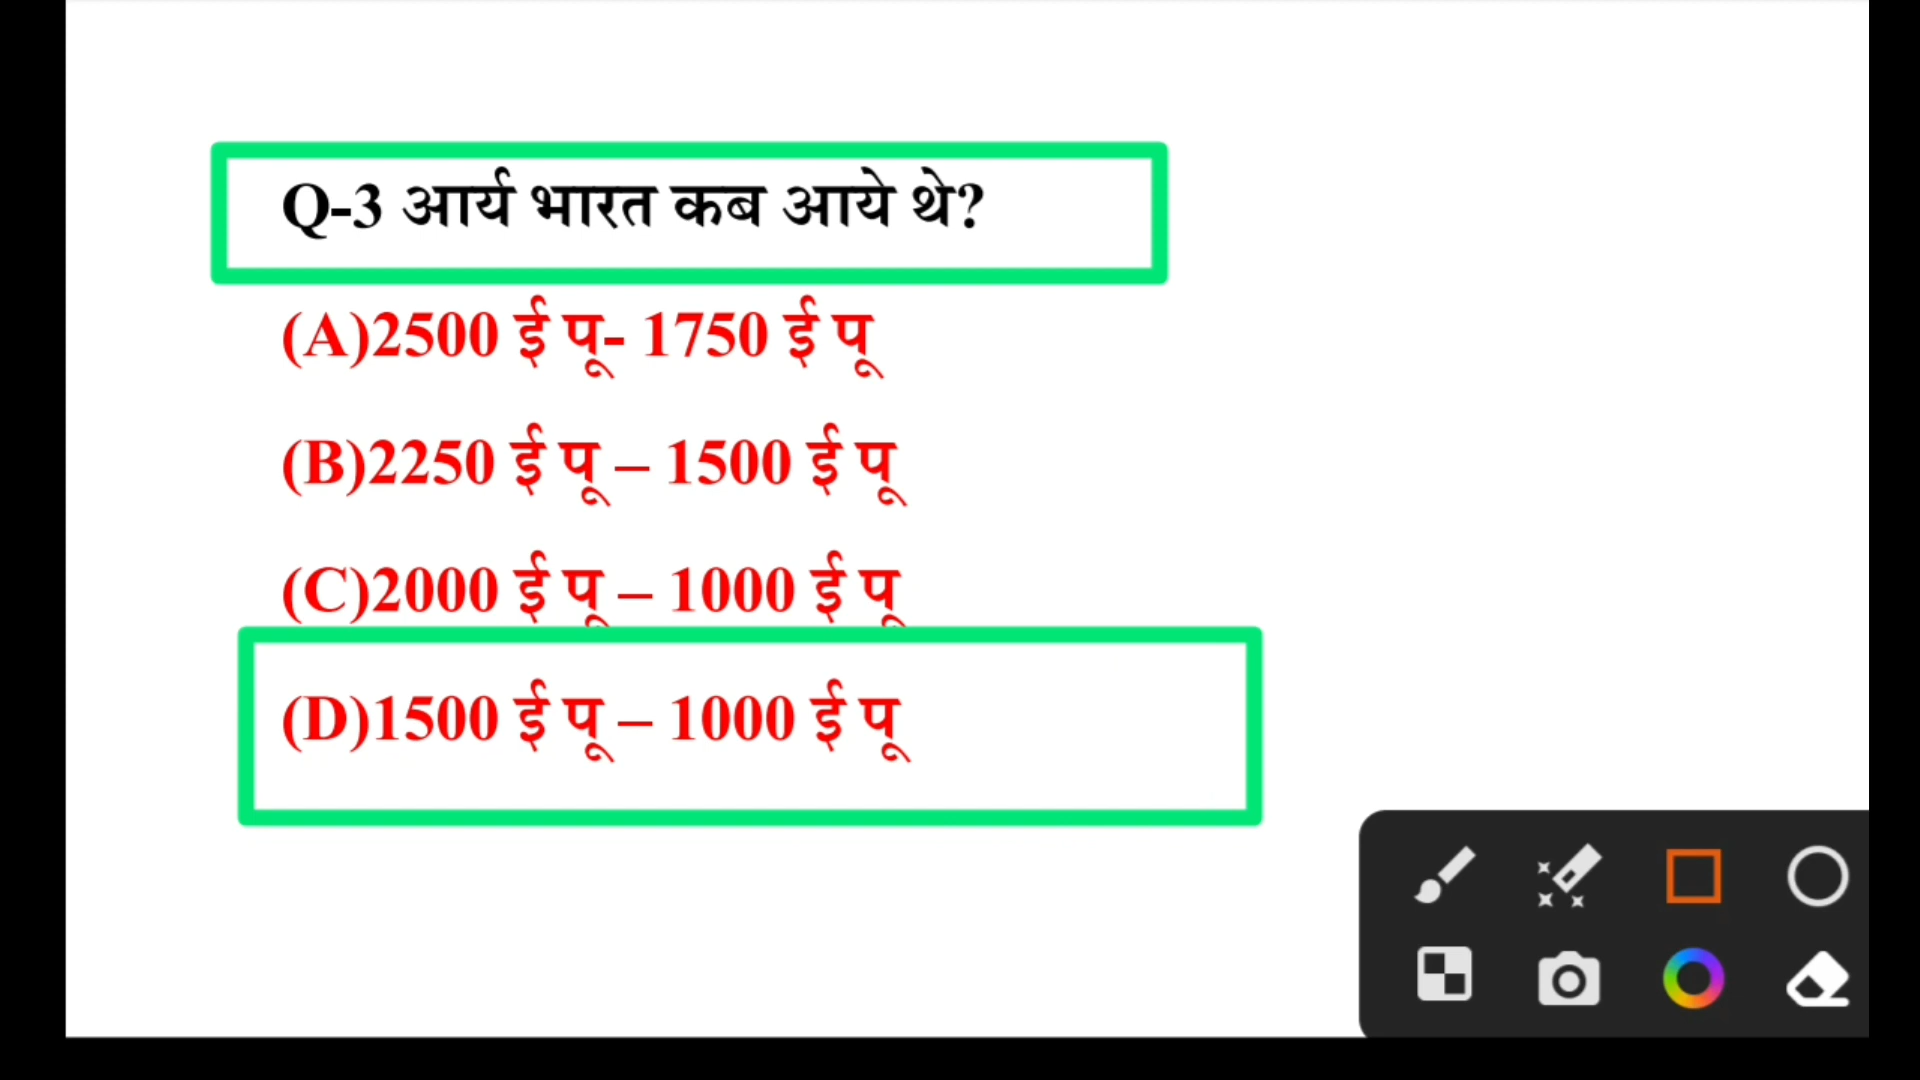 Q-3 आर्य भारत कब आये थे?
(A)2500 ई पू- 1750 ई पू
(B)2250 ई पू – 1500 ई पू
(C)2000 ई पू – 1000 ई पू
(D)1500 ई पू – 1000 ई पू